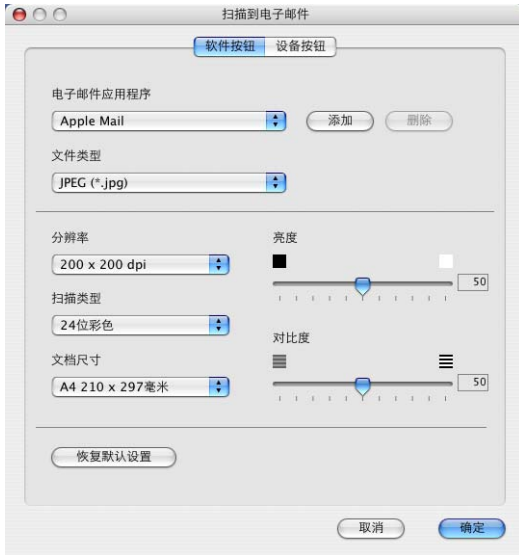 扫描到电子邮件
软件按钮 设备按钮
电子邮件应用程序
Apple Mail 添加 删除
文件类型
JPEG (*.jpg)
分辨率 亮度
200 x 200 dpi 50
扫描类型
24位彩色 对比度
文档尺寸
A4 210 x 297毫米 50
恢复默认设置
取消 确定